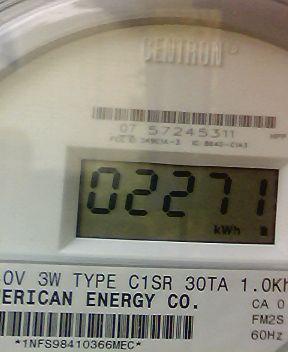 CENTRON®
07 57245311
02271
kWh
0V 3W TYPE C1SR 30TA 1.0Kh
ERICAN ENERGY CO.
CA 0
FM2S
60Hz
*1NFS98410366MEC*